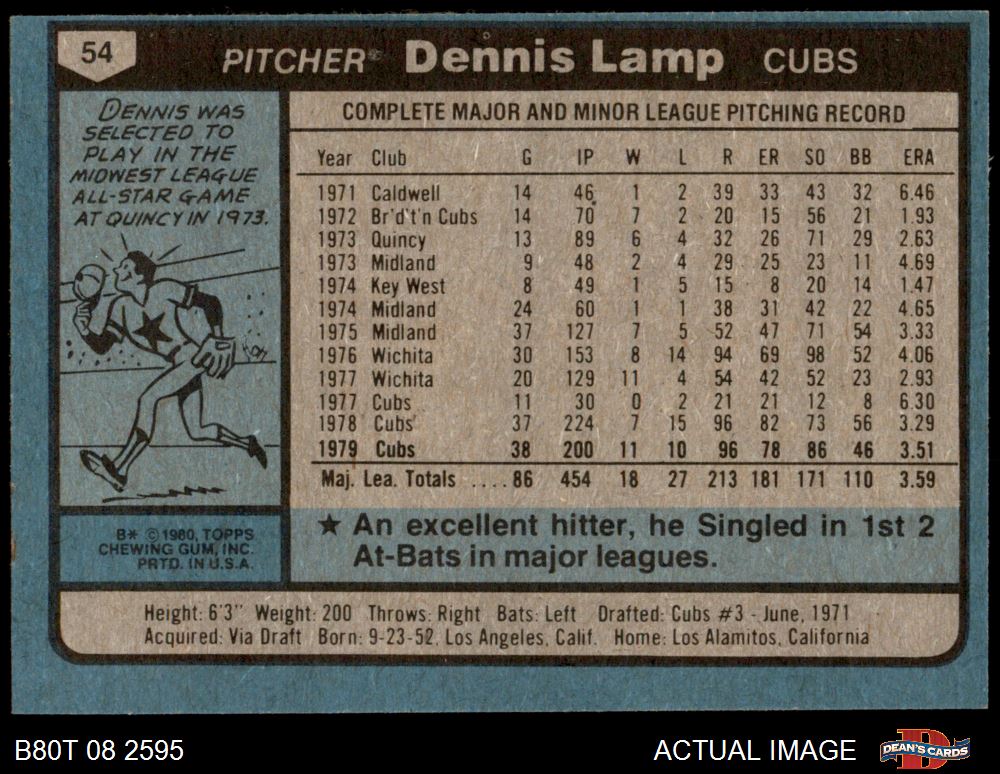 54 PITCHER Dennis Lamp CUBS
DENNIS WAS
SELECTED TO
PLAY IN THE
MIDWEST LEAGUE
ALL-STAR GAME
AT QUINCY IN 1973.
B* © 1980, TOPPS
CHEWING GUM, INC.
PRTD. IN U.S.A.
COMPLETE MAJOR AND MINOR LEAGUE PITCHING RECORD
Year Club G IP W L R ER SO BB ERA
1971 Caldwell 14 46 1 2 39 33 43 32 6.46
1972 Br'd't'n Cubs 14 70 7 2 20 15 56 21 1.93
1973 Quincy 13 89 6 4 32 26 71 29 2.63
1973 Midland 9 48 2 4 29 25 23 11 4.69
1974 Key West 8 49 1 5 15 8 20 14 1.47
1974 Midland 24 60 1 1 38 31 42 22 4.65
1975 Midland 37 127 7 5 52 47 71 54 3.33
1976 Wichita 30 153 8 14 94 69 98 52 4.06
1977 Wichita 20 129 11 4 54 42 52 23 2.93
1977 Cubs 11 30 0 2 21 21 12 8 6.30
1978 Cubs 37 224 7 15 96 82 73 56 3.29
1979 Cubs 38 200 11 10 96 78 86 46 3.51
Maj. Lea. Totals ....86 454 18 27 213 181 171 110 3.59
★ An excellent hitter, he Singled in 1st 2
At-Bats in major leagues.
Height: 6'3" Weight: 200 Throws: Right Bats: Left Drafted: Cubs #3 - June, 1971
Acquired: Via Draft Born: 9-23-52, Los Angeles, Calif. Home: Los Alamitos, California
B80T 08 2595 ACTUAL IMAGE DEAN'S CARDS